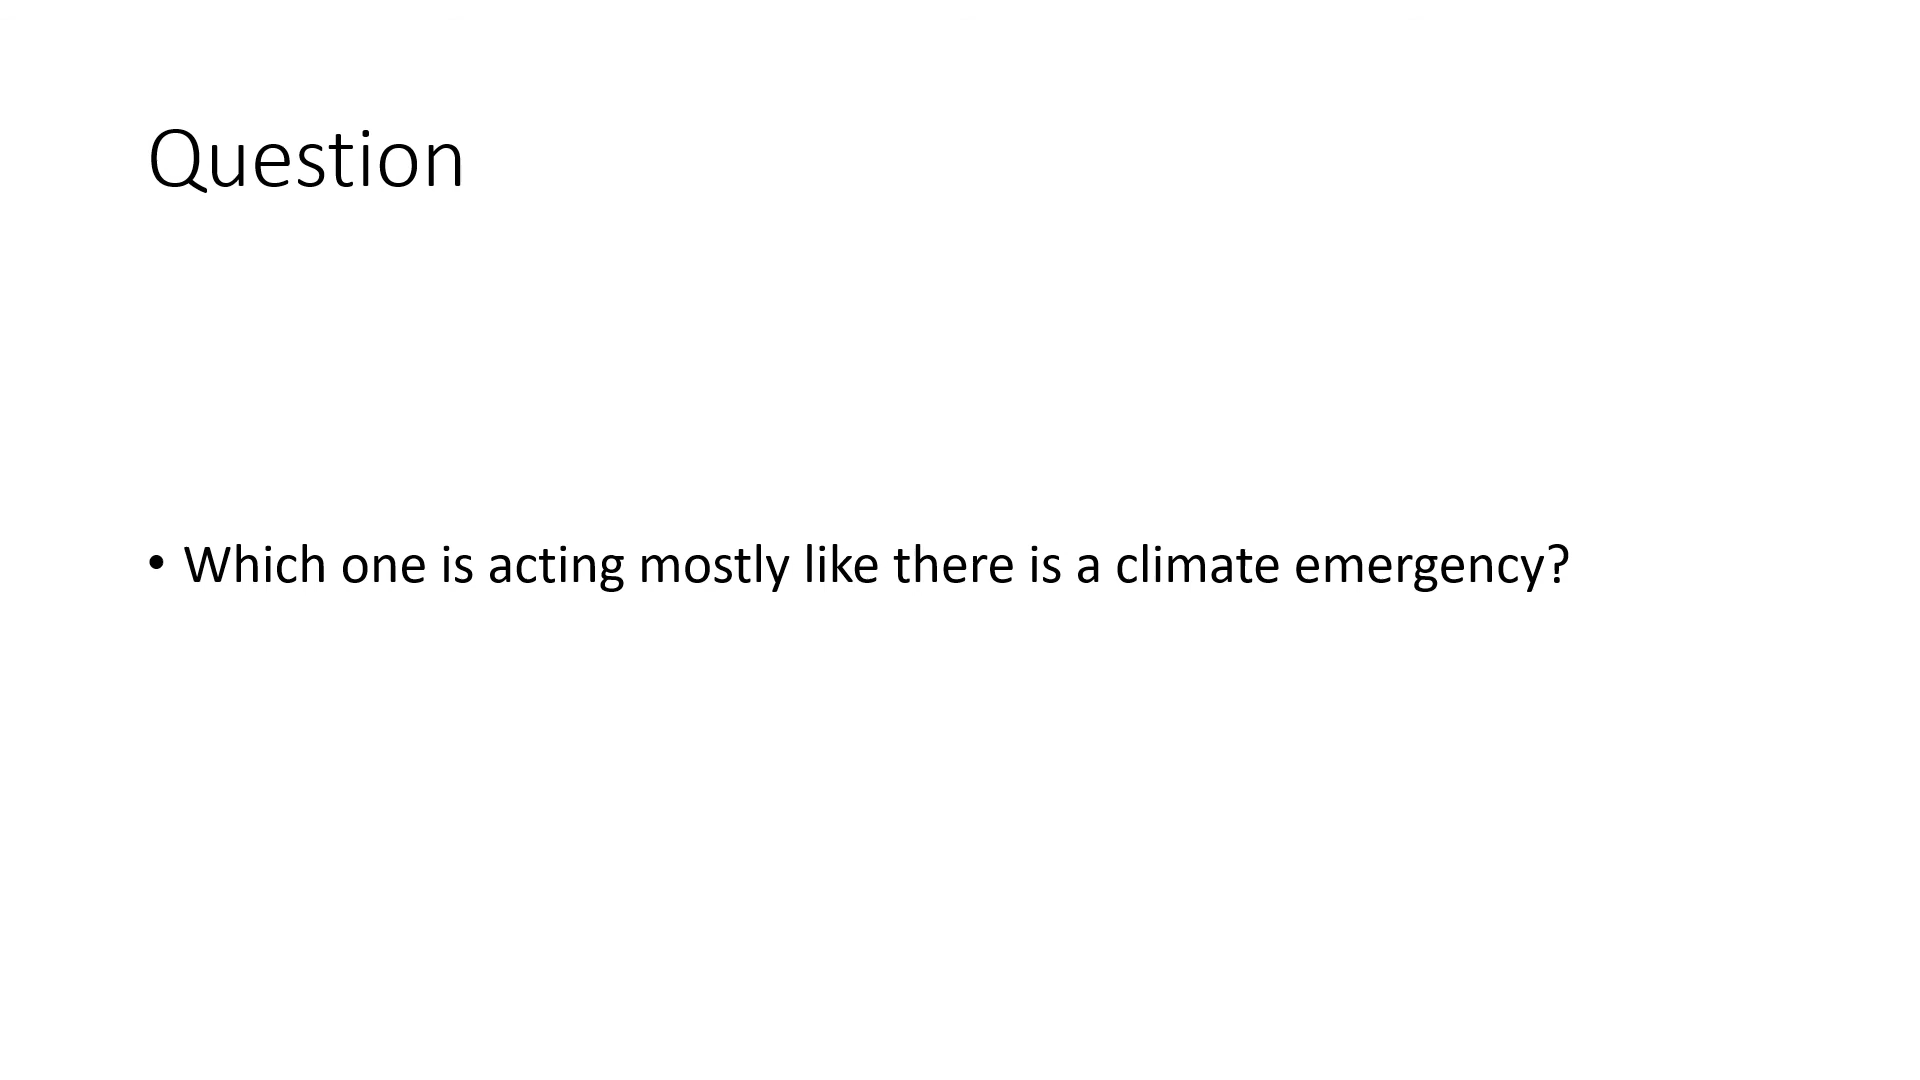 Question
• Which one is acting mostly like there is a climate emergency?